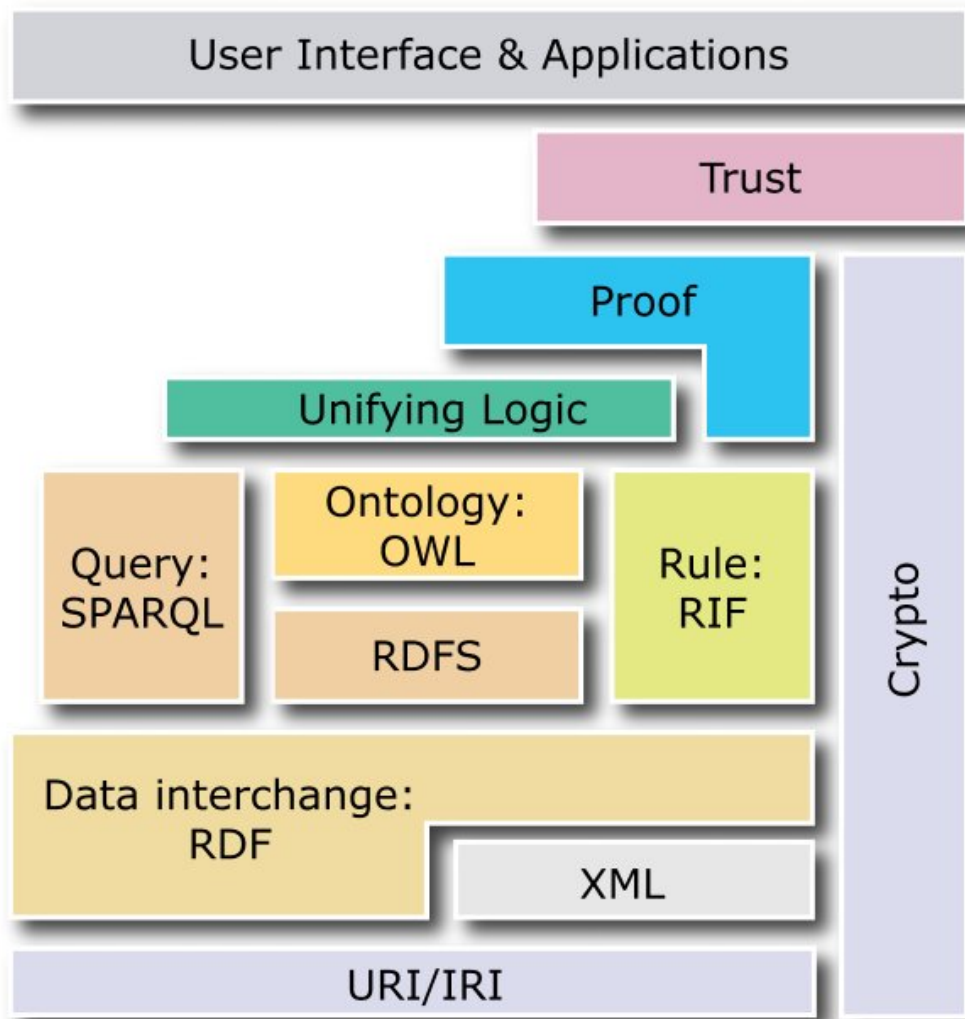 User Interface & Applications
Trust
Proof
Unifying Logic
Query:
SPARQL
Ontology:
OWL
RDFS
Rule:
RIF
Crypto
Data interchange:
RDF
XML
URI/IRI